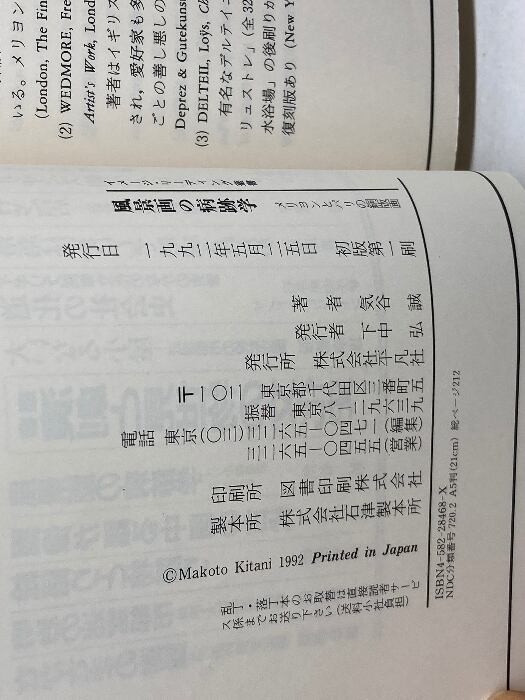 いる。メリヨン
(London, The Fin
(2) WEDMORE, Fre
Artist's Work, Lond
著者はイギリス
され，愛好家も多
ごとの善し悪しの
Deprez & Gutekunst
(3) DELTEIL, Loÿs,
有名なデルテイ
リュストレ」（全32
水浴場」の後刷りか
復刻版あり（New Y
イメージ・リーディング叢書
風景画の病跡学 メリヨンとパリの銅版画
発行日 一九九二年五月二五日 初版第一刷
著者 気谷誠
発行者 下中弘
発行所 株式会社平凡社
〒一〇二 東京都千代田区三番町五
振替 東京八―二九六三九
電話 東京(〇三)三二六五―〇四七一(編集)
三二六五―〇四五五(営業)
印刷所 図書印刷株式会社
製本所 株式会社石津製本所
©Makoto Kitani 1992 Printed in Japan
乱丁・落丁本のお取替は直接読者サービ
ス係までお送り下さい(送料小社負担)
ISBN4-582-28468-X
NDC分類番号720.2 A5判(21cm) 総ページ212